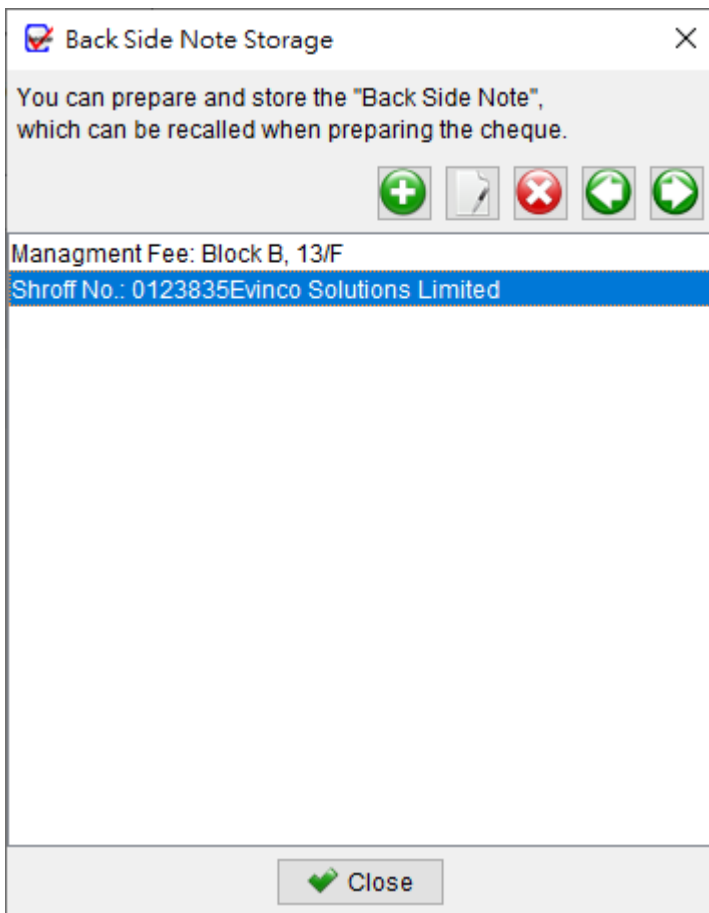 Back Side Note Storage
You can prepare and store the "Back Side Note",
which can be recalled when preparing the cheque.
Managment Fee: Block B, 13/F
Shroff No.: 0123835Evinco Solutions Limited
Close